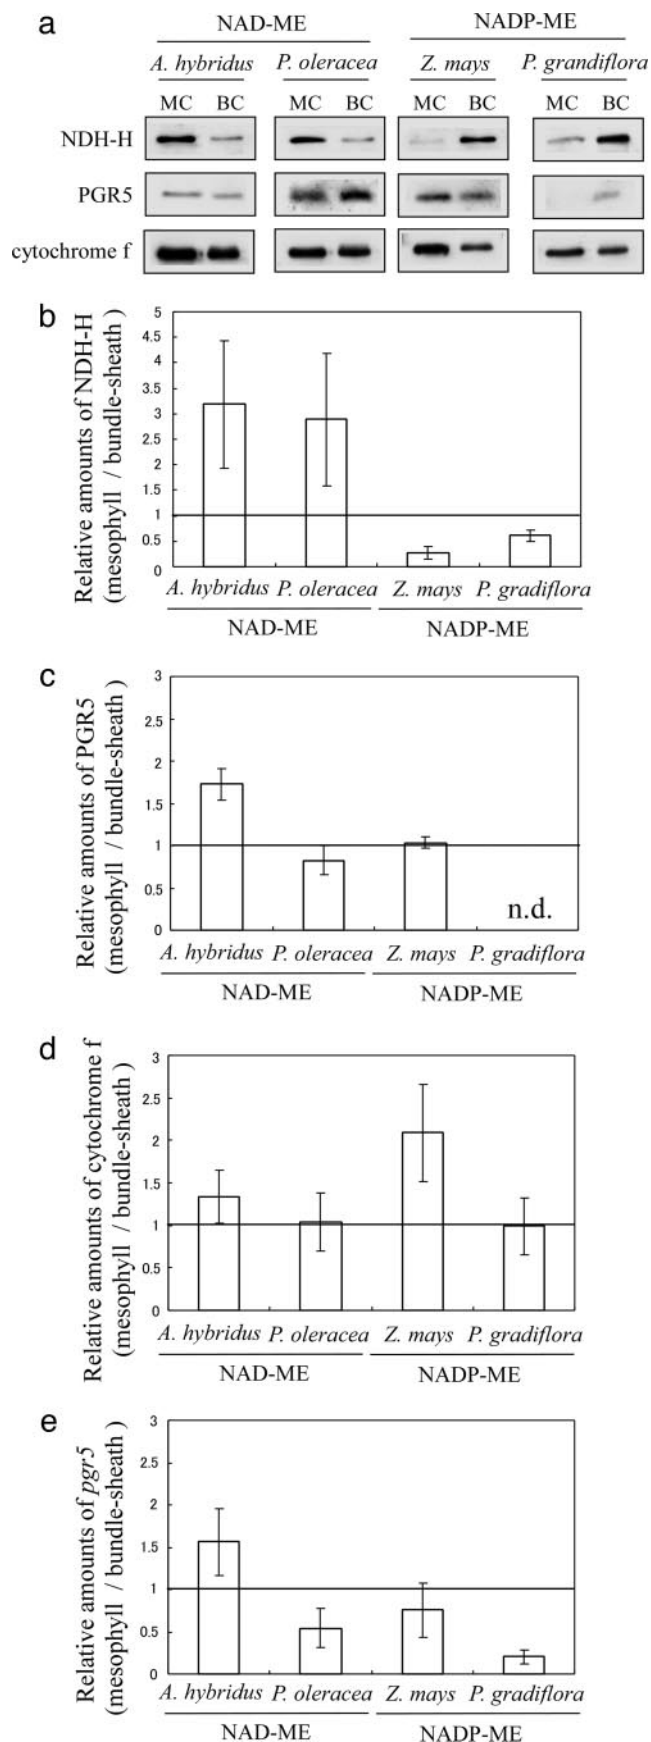 a
NAD-ME NADP-ME
A. hybridus P. oleracea Z. mays P. grandiflora
MC BC MC BC MC BC MC BC
NDH-H
PGR5
cytochrome f
b
Relative amounts of NDH-H
(mesophyll / bundle-sheath )
5
4.5
4
3.5
3
2.5
2
1.5
1
0.5
0
A. hybridus P. oleracea Z. mays P. gradiflora
NAD-ME NADP-ME
c
Relative amounts of PGR5
(mesophyll / bundle-sheath )
3
2.5
2
1.5
1
0.5
0
n.d.
A. hybridus P. oleracea Z. mays P. gradiflora
NAD-ME NADP-ME
d
Relative amounts of cytochrome f
(mesophyll / bundle-sheath )
3
2.5
2
1.5
1
0.5
0
A. hybridus P. oleracea Z. mays P. gradiflora
NAD-ME NADP-ME
e
Relative amounts of pgr5
(mesophyll / bundle-sheath )
3
2.5
2
1.5
1
0.5
0
A. hybridus P. oleracea Z. mays P. gradiflora
NAD-ME NADP-ME